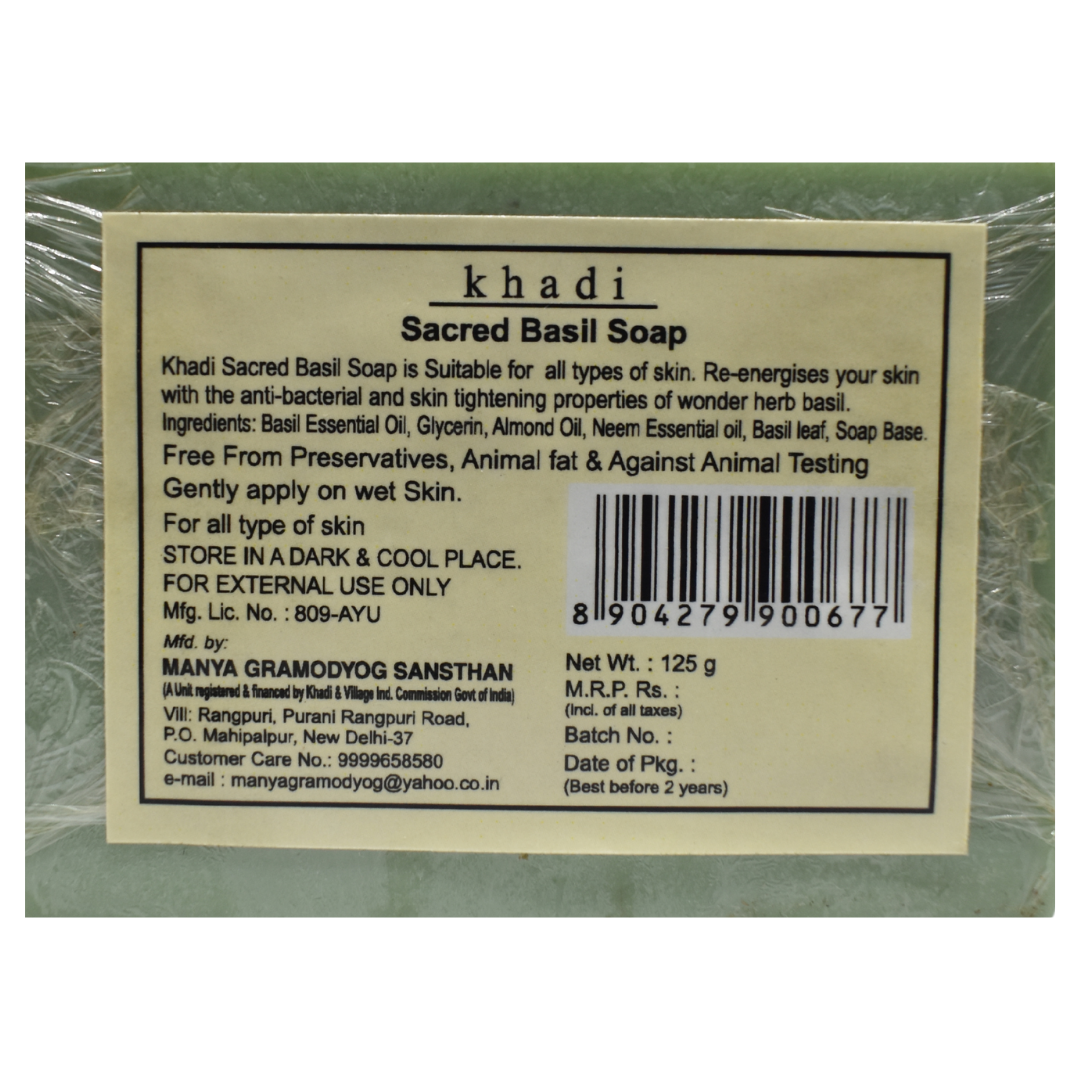 khadi
Sacred Basil Soap
Khadi Sacred Basil Soap is Suitable for all types of skin. Re-energises your skin
with the anti-bacterial and skin tightening properties of wonder herb basil.
Ingredients: Basil Essential Oil, Glycerin, Almond Oil, Neem Essential oil, Basil leaf, Soap Base.
Free From Preservatives, Animal fat & Against Animal Testing
Gently apply on wet Skin.
For all type of skin
STORE IN A DARK & COOL PLACE.
FOR EXTERNAL USE ONLY
Mfg. Lic. No. : 809-AYU
Mfd. by:
MANYA GRAMODYOG SANSTHAN
(A Unit registered & financed by Khadi & Village Ind. Commission Govt of India)
Vill: Rangpuri, Purani Rangpuri Road,
P.O. Mahipalpur, New Delhi-37
Customer Care No.: 9999658580
e-mail : manyagramodyog@yahoo.co.in
8 904279 900677
Net Wt. : 125 g
M.R.P. Rs. :
(Incl. of all taxes)
Batch No. :
Date of Pkg. :
(Best before 2 years)